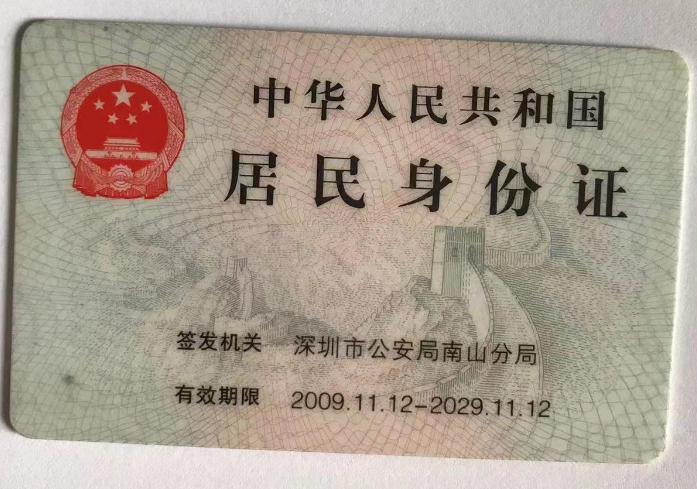 中华人民共和国
居民身份证
签发机关 深圳市公安局南山分局
有效期限 2009.11.12-2029.11.12